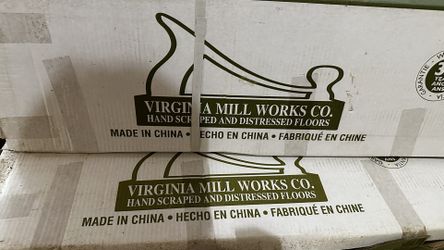 VIRGINIA MILL WORKS CO.
HAND SCRAPED AND DISTRESSED FLOORS
MADE IN CHINA • HECHO EN CHINA • FABRIQUÉ EN CHINE
GARANTIE
VIRGINIA MILL WORKS CO.
HAND SCRAPED AND DISTRESSED FLOORS
MADE IN CHINA • HECHO EN CHINA • FABRIQUÉ EN CHINE